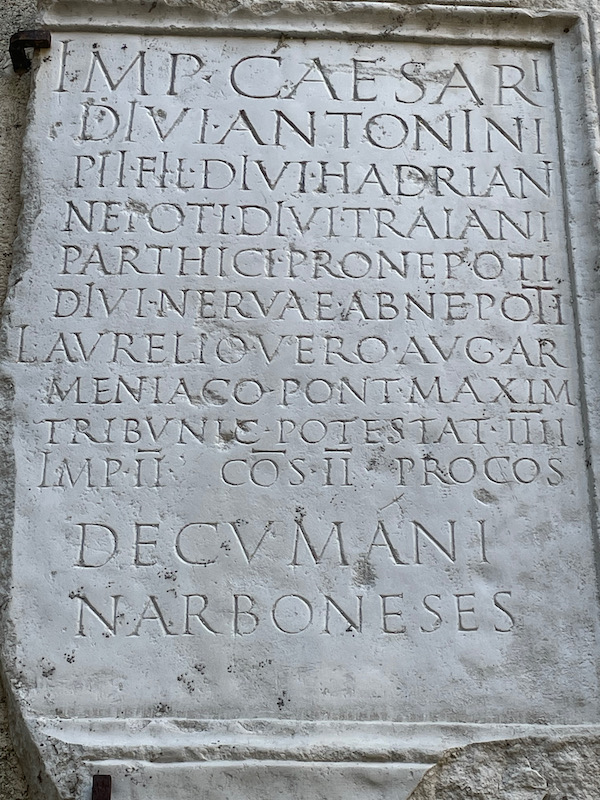 IMP·CAESARI
DIVI·ANTONINI
PII·FIL·DIVI·HADRIANI
NEPOTI·DIVI·TRAIANI
PARTHICI·PRONEPOTI
DIVI·NERVAE·ABNEPOTI
L·AVRELIO·VERO·AVG·AR
MENIACO·PONT·MAXIM
TRIBVNIC·POTESTAT·IIII
IMP·II COS·II PROCOS
DECVMANI
NARBONESES